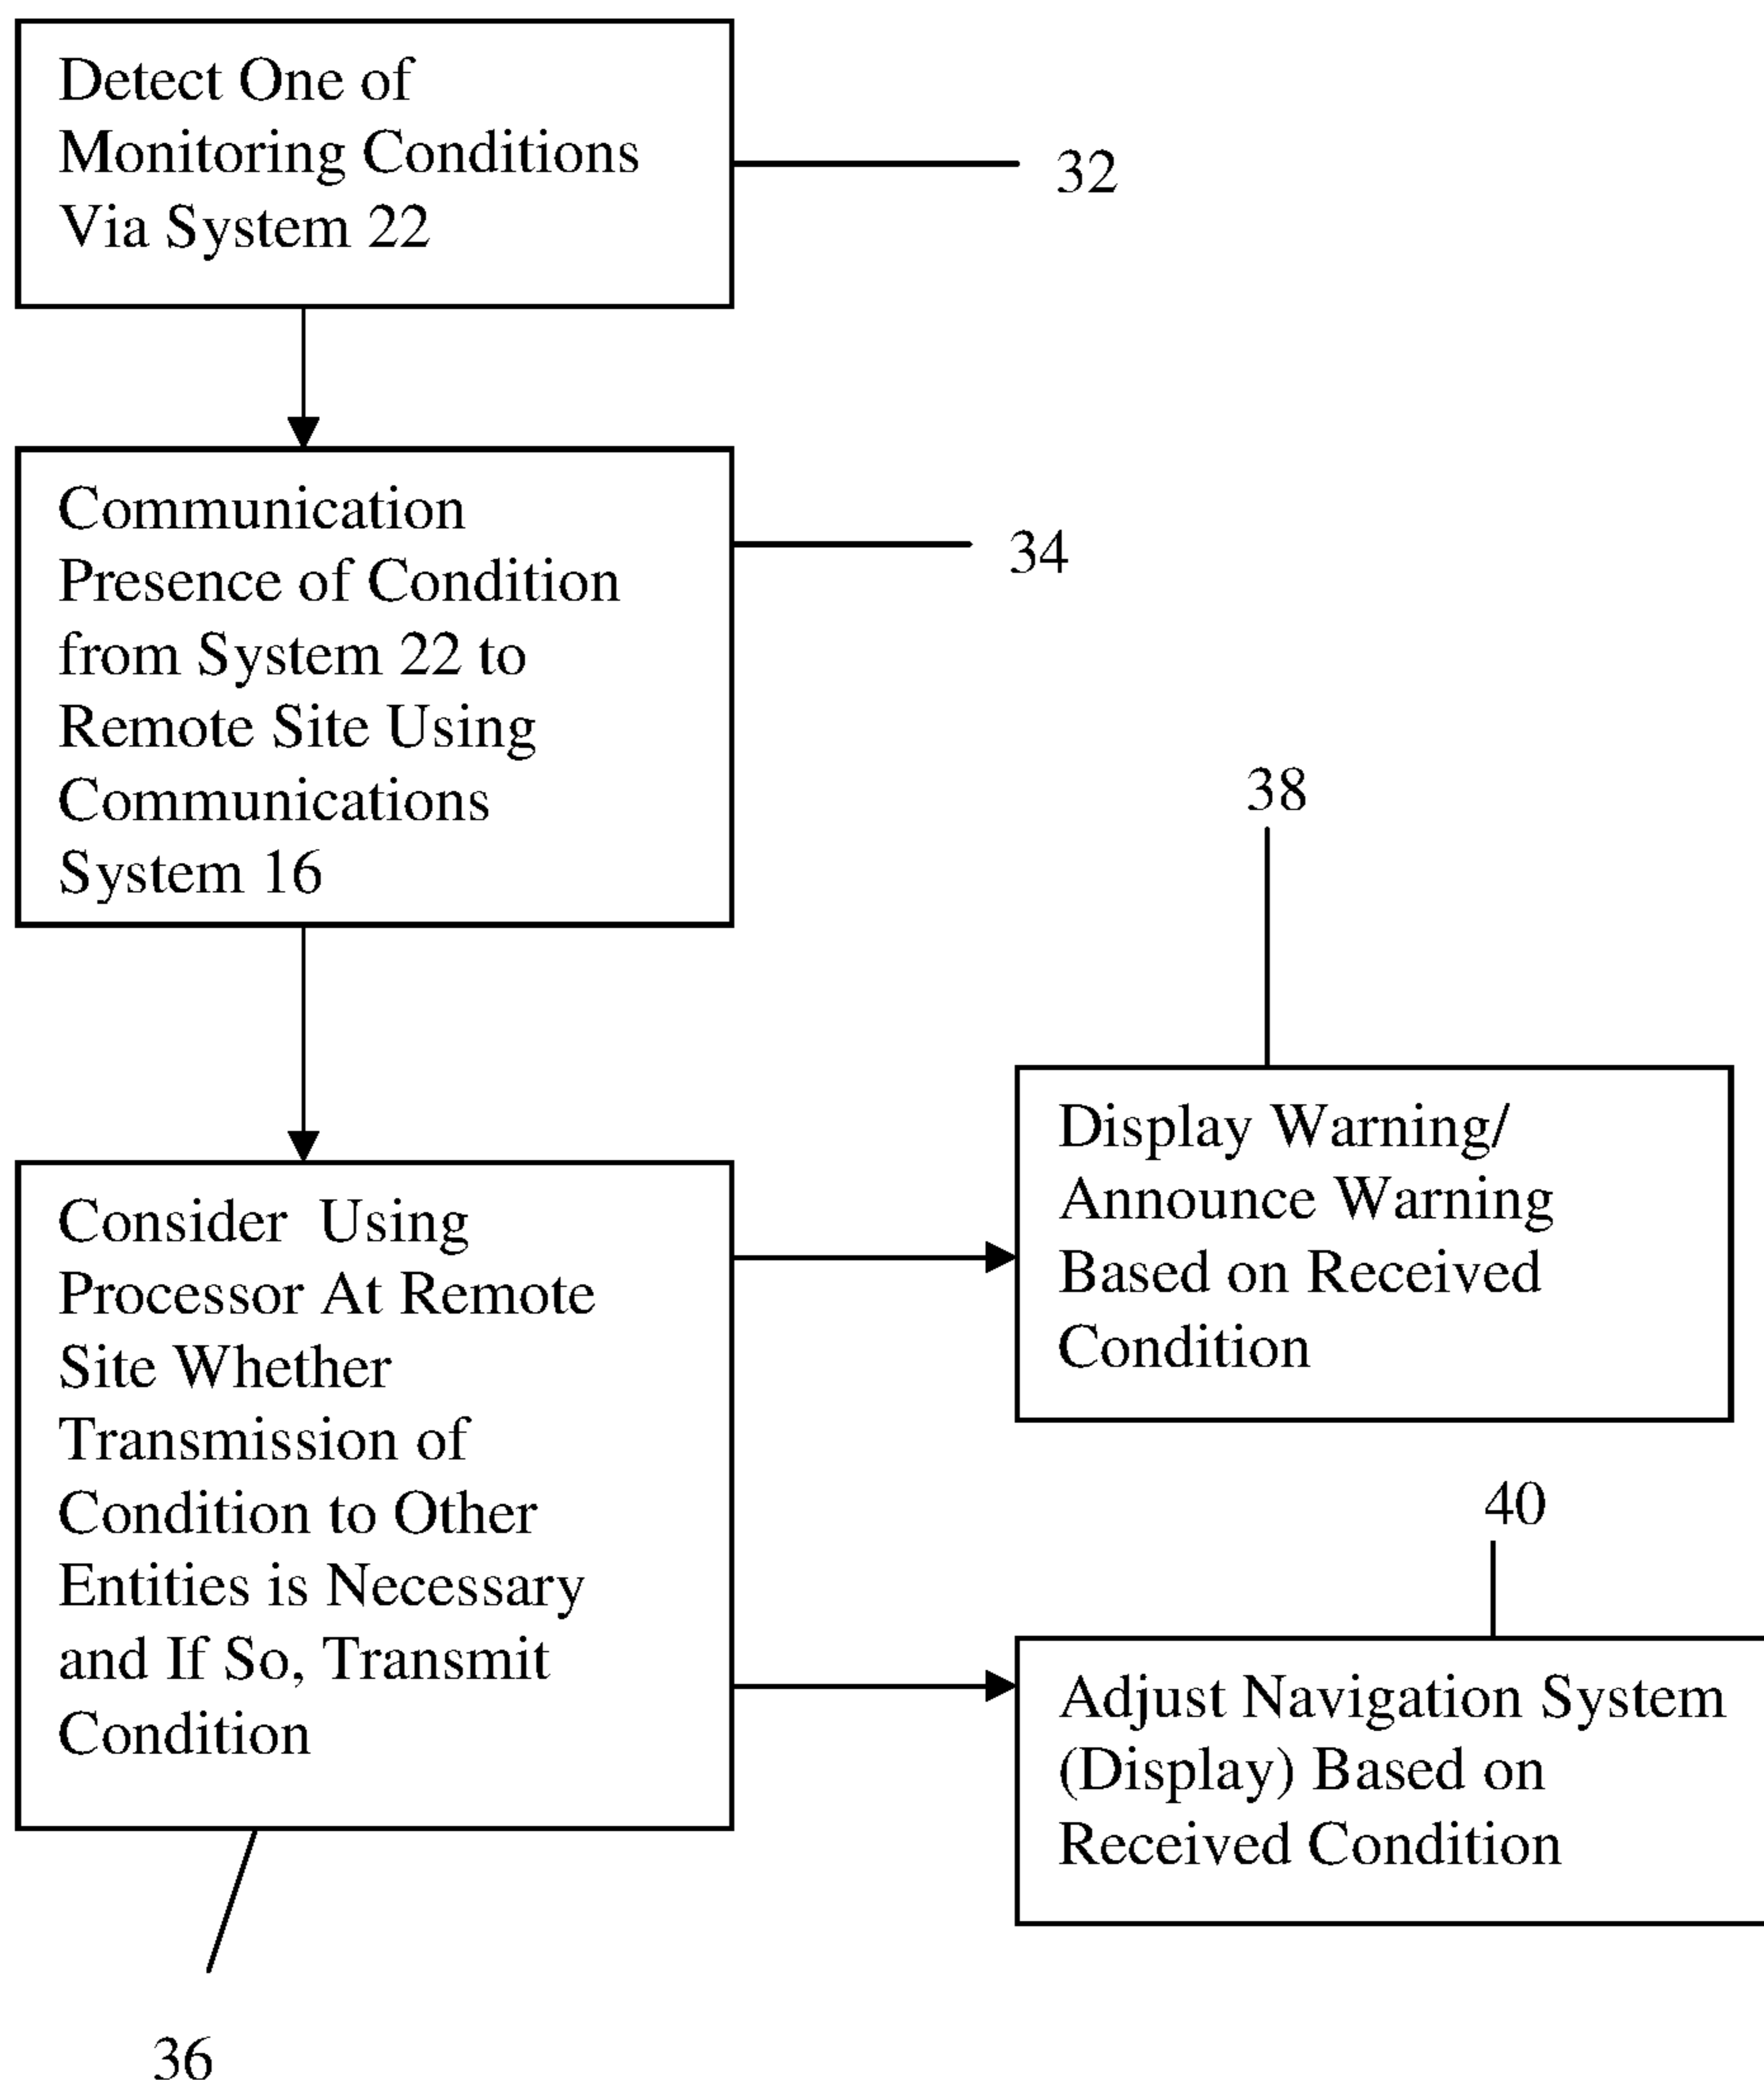 Detect One of
Monitoring Conditions
Via System 22
32
Communication
Presence of Condition
from System 22 to
Remote Site Using
Communications
System 16
34
38
Consider Using
Processor At Remote
Site Whether
Transmission of
Condition to Other
Entities is Necessary
and If So, Transmit
Condition
36
Display Warning/
Announce Warning
Based on Received
Condition
40
Adjust Navigation System
(Display) Based on
Received Condition